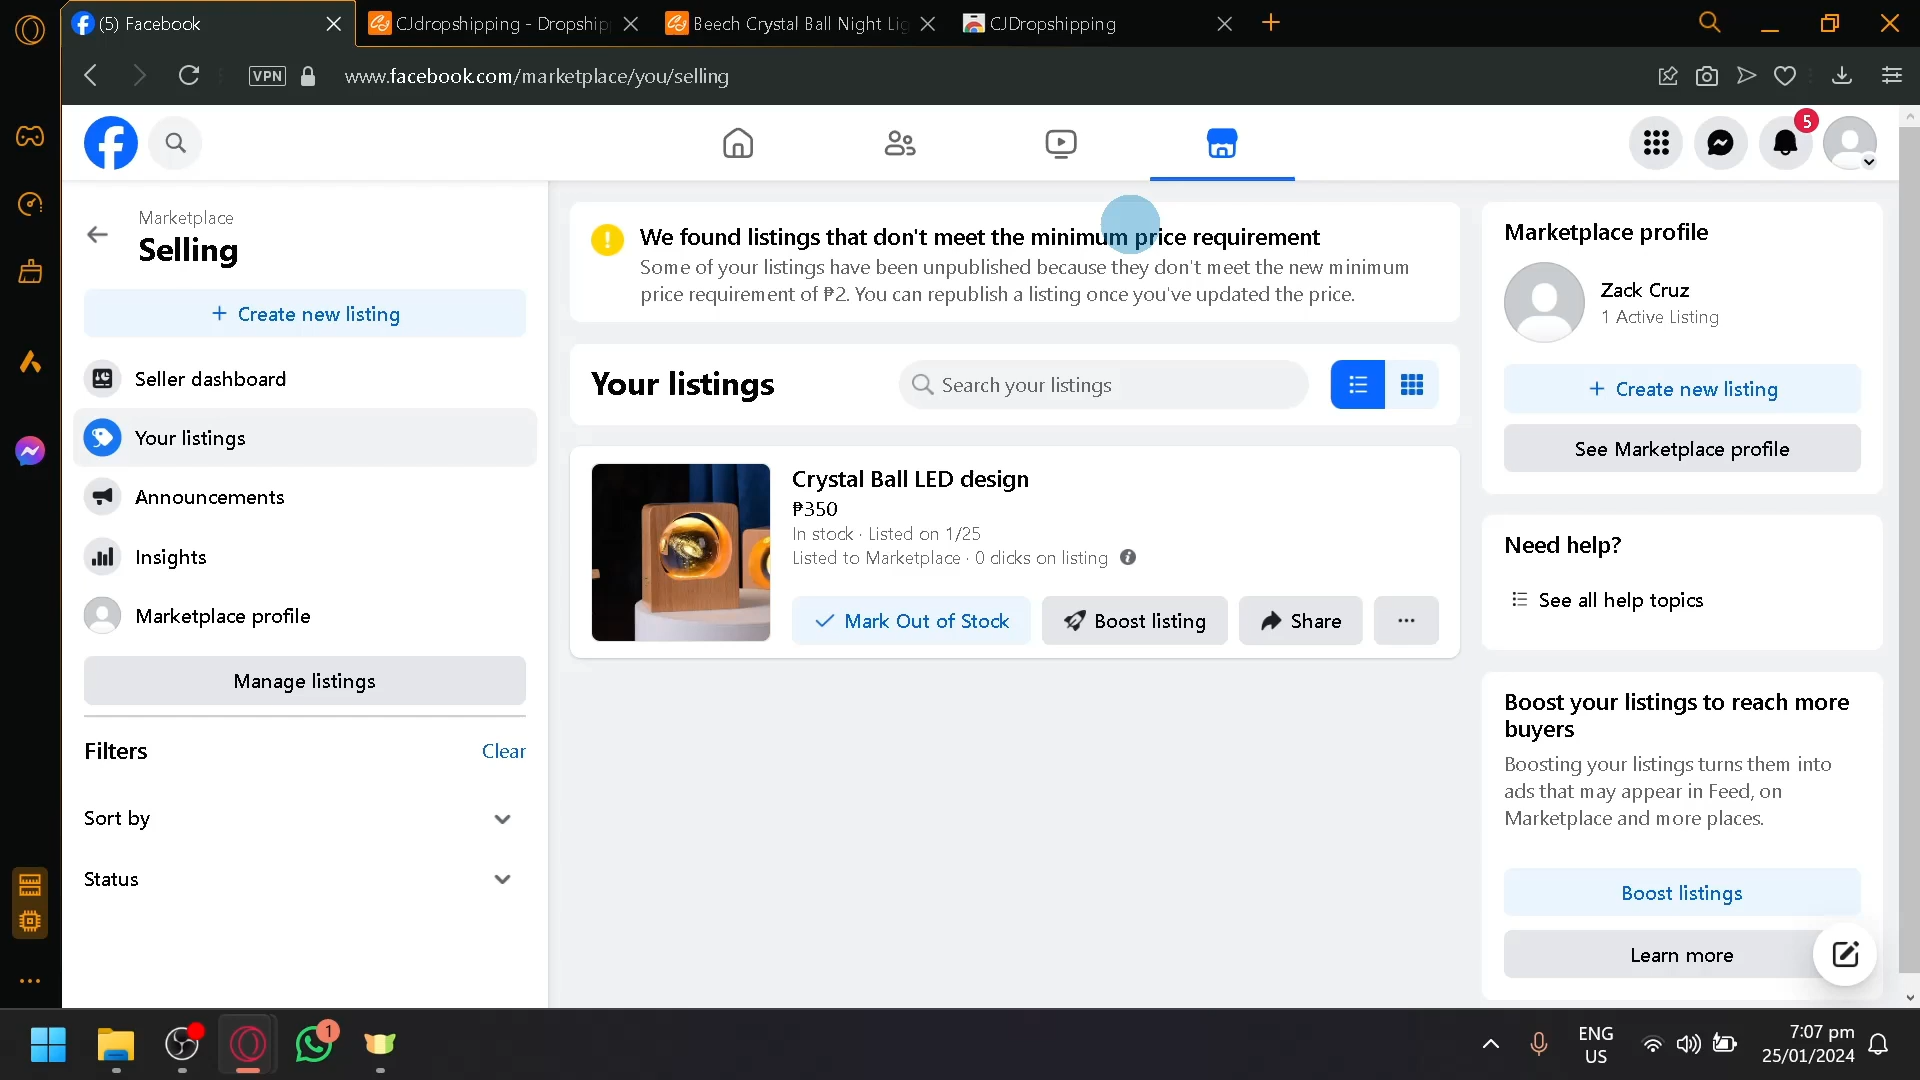 (5) Facebook
CJdropshipping - Dropship
Beech Crystal Ball Night Lig
CJDropshipping
VPN
www.facebook.com/marketplace/you/selling
5
Marketplace
Selling
+ Create new listing
Seller dashboard
Your listings
Announcements
Insights
Marketplace profile
Manage listings
Filters
Clear
Sort by
Status
We found listings that don't meet the minimum price requirement
Some of your listings have been unpublished because they don't meet the new minimum
price requirement of ₱2. You can republish a listing once you've updated the price.
Your listings
Search your listings
Crystal Ball LED design
₱350
In stock · Listed on 1/25
Listed to Marketplace · 0 clicks on listing
Mark Out of Stock
Boost listing
Share
Marketplace profile
Zack Cruz
1 Active Listing
+ Create new listing
See Marketplace profile
Need help?
See all help topics
Boost your listings to reach more
buyers
Boosting your listings turns them into
ads that may appear in Feed, on
Marketplace and more places.
Boost listings
Learn more
1
ENG
US
7:07 pm
25/01/2024